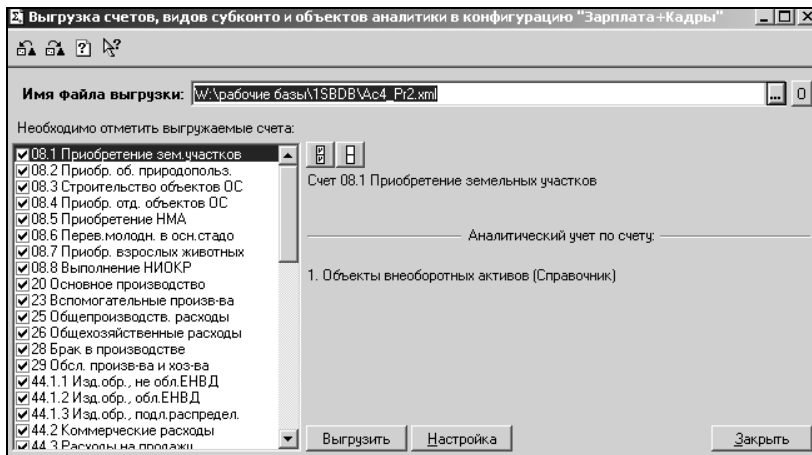 Выгрузка счетов, видов субконто и объектов аналитики в конфигурацию "Зарплата+Кадры"
Имя файла выгрузки: W:\рабочие базы\1SBDB\Ac4_Pr2.xml ... 0
Необходимо отметить выгружаемые счета:
08.1 Приобретение зем.участков
08.2 Приобр. об. природопольз.
08.3 Строительство объектов ОС
08.4 Приобр. отд. объектов ОС
08.5 Приобретение НМА
08.6 Перев.молодн. в осн.стадо
08.7 Приобр. взрослых животных
08.8 Выполнение НИОКР
20 Основное производство
23 Вспомогательные произв-ва
25 Общепроизводств. расходы
26 Общехозяйственные расходы
28 Брак в производстве
29 Обсл. произв-ва и хоз-ва
44.1.1 Изд.обр., не обл.ЕНВД
44.1.2 Изд.обр., обл.ЕНВД
44.1.3 Изд.обр., подл.распредел.
44.2 Коммерческие расходы
44.3 Расходы на продажу
Счет 08.1 Приобретение земельных участков
Аналитический учет по счету:
1. Объекты внеоборотных активов (Справочник)
Выгрузить Настройка Закрыть